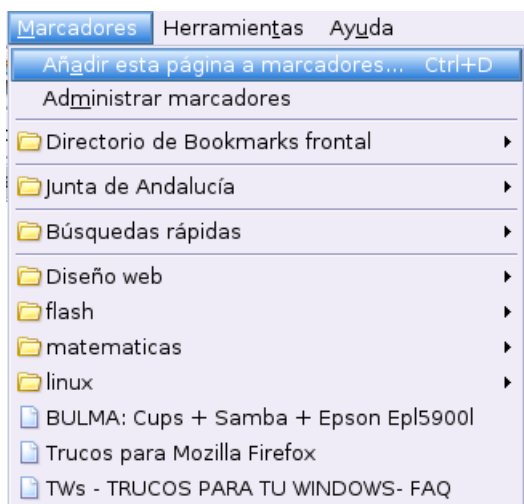 Marcadores Herramientas Ayuda
Añadir esta página a marcadores... Ctrl+D
Administrar marcadores
Directorio de Bookmarks frontal
Junta de Andalucía
Búsquedas rápidas
Diseño web
flash
matematicas
linux
BULMA: Cups + Samba + Epson Epl5900l
Trucos para Mozilla Firefox
TWs - TRUCOS PARA TU WINDOWS- FAQ